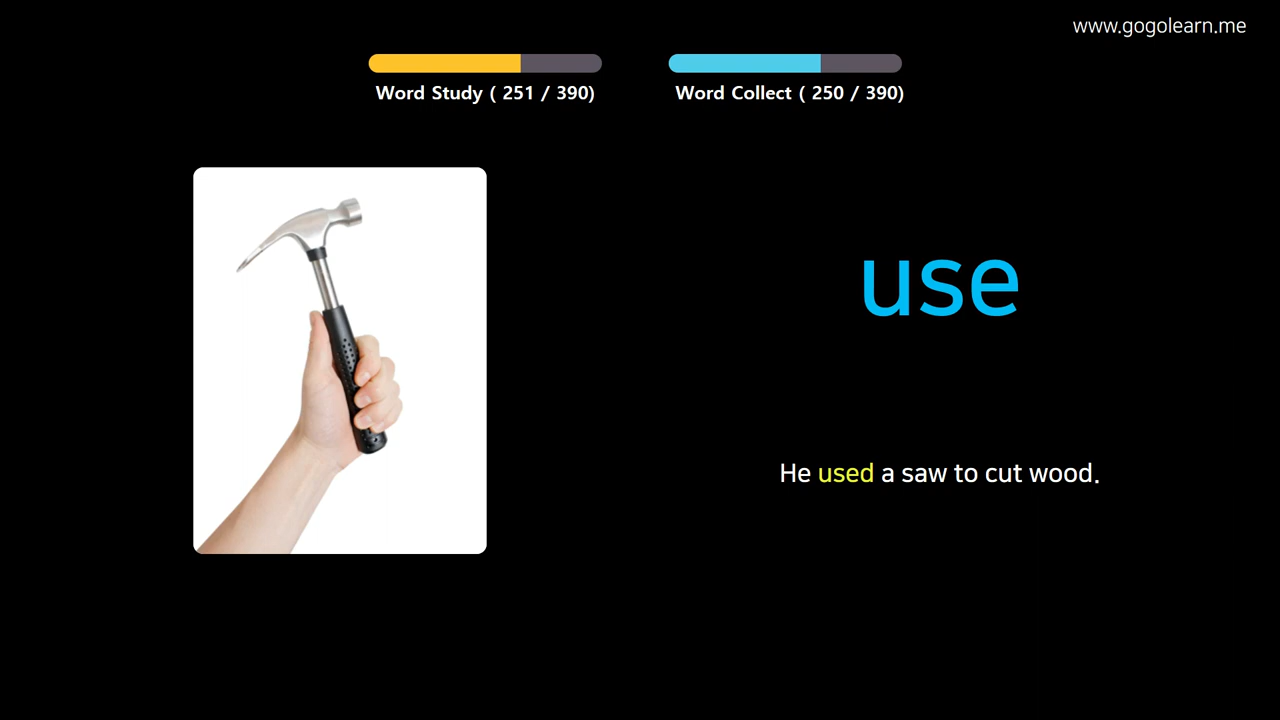 www.gogolearn.me
Word Study ( 251 / 390)
Word Collect ( 250 / 390)
use
He used a saw to cut wood.